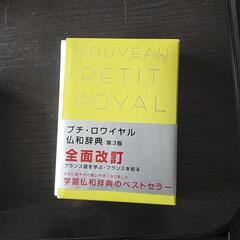 NOUVEAU
PETIT
ROYAL
プチ・ロワイヤル
仏和辞典 第3版
全面改訂
フランス語を学ぶ・フランスを知る
学習仏和辞典のベストセラー